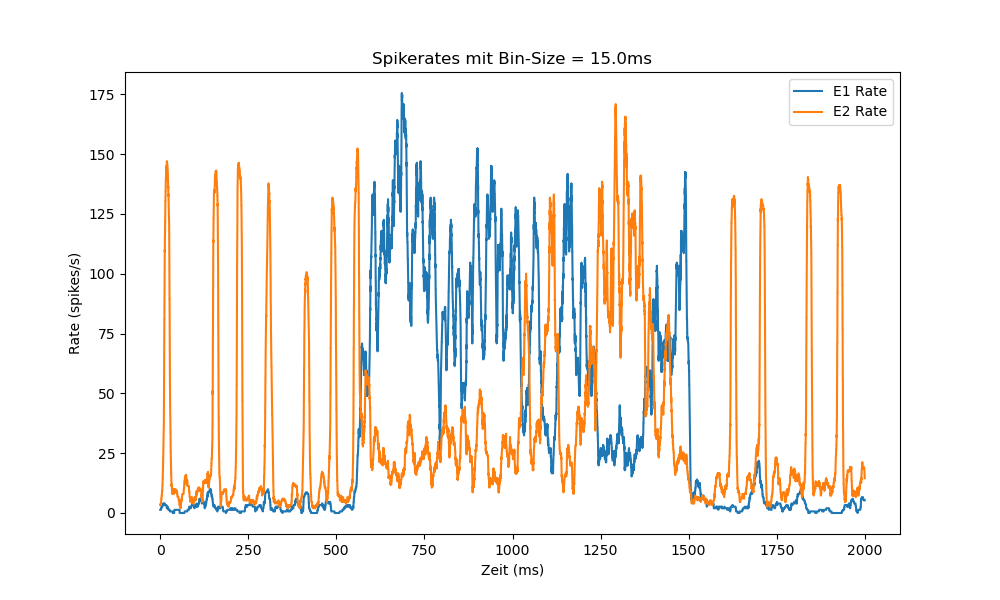 Spikerates mit Bin-Size = 15.0ms
E1 Rate
E2 Rate
175
150
125
100
75
50
25
0
Rate (spikes/s)
0 250 500 750 1000 1250 1500 1750 2000
Zeit (ms)